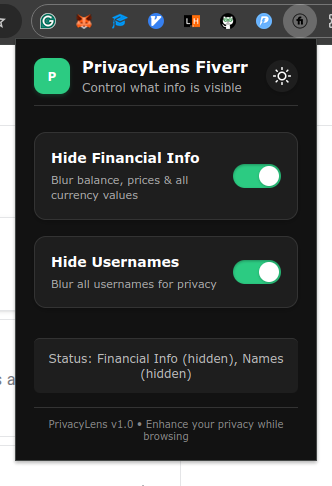 LH
P
PrivacyLens Fiverr
Control what info is visible
Hide Financial Info
Blur balance, prices & all
currency values
Hide Usernames
Blur all usernames for privacy
Status: Financial Info (hidden), Names
(hidden)
PrivacyLens v1.0 • Enhance your privacy while
browsing